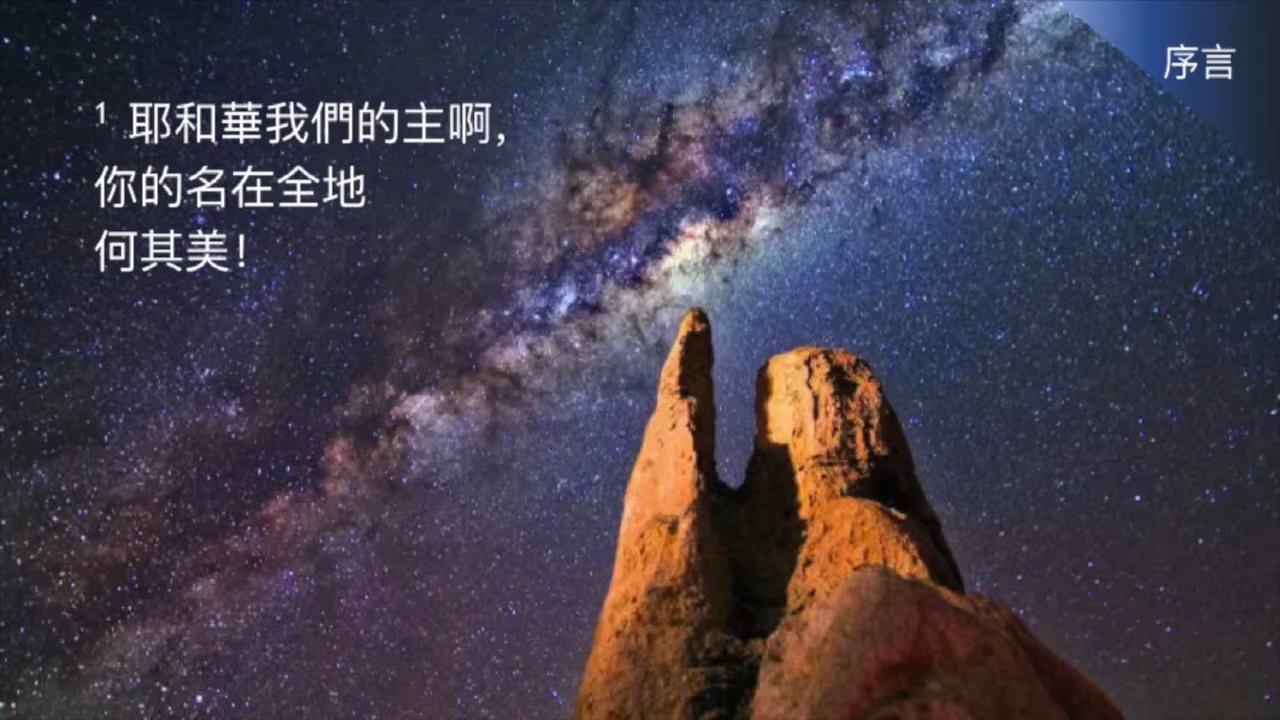 序言
¹ 耶和華我們的主啊,
你的名在全地
何其美!